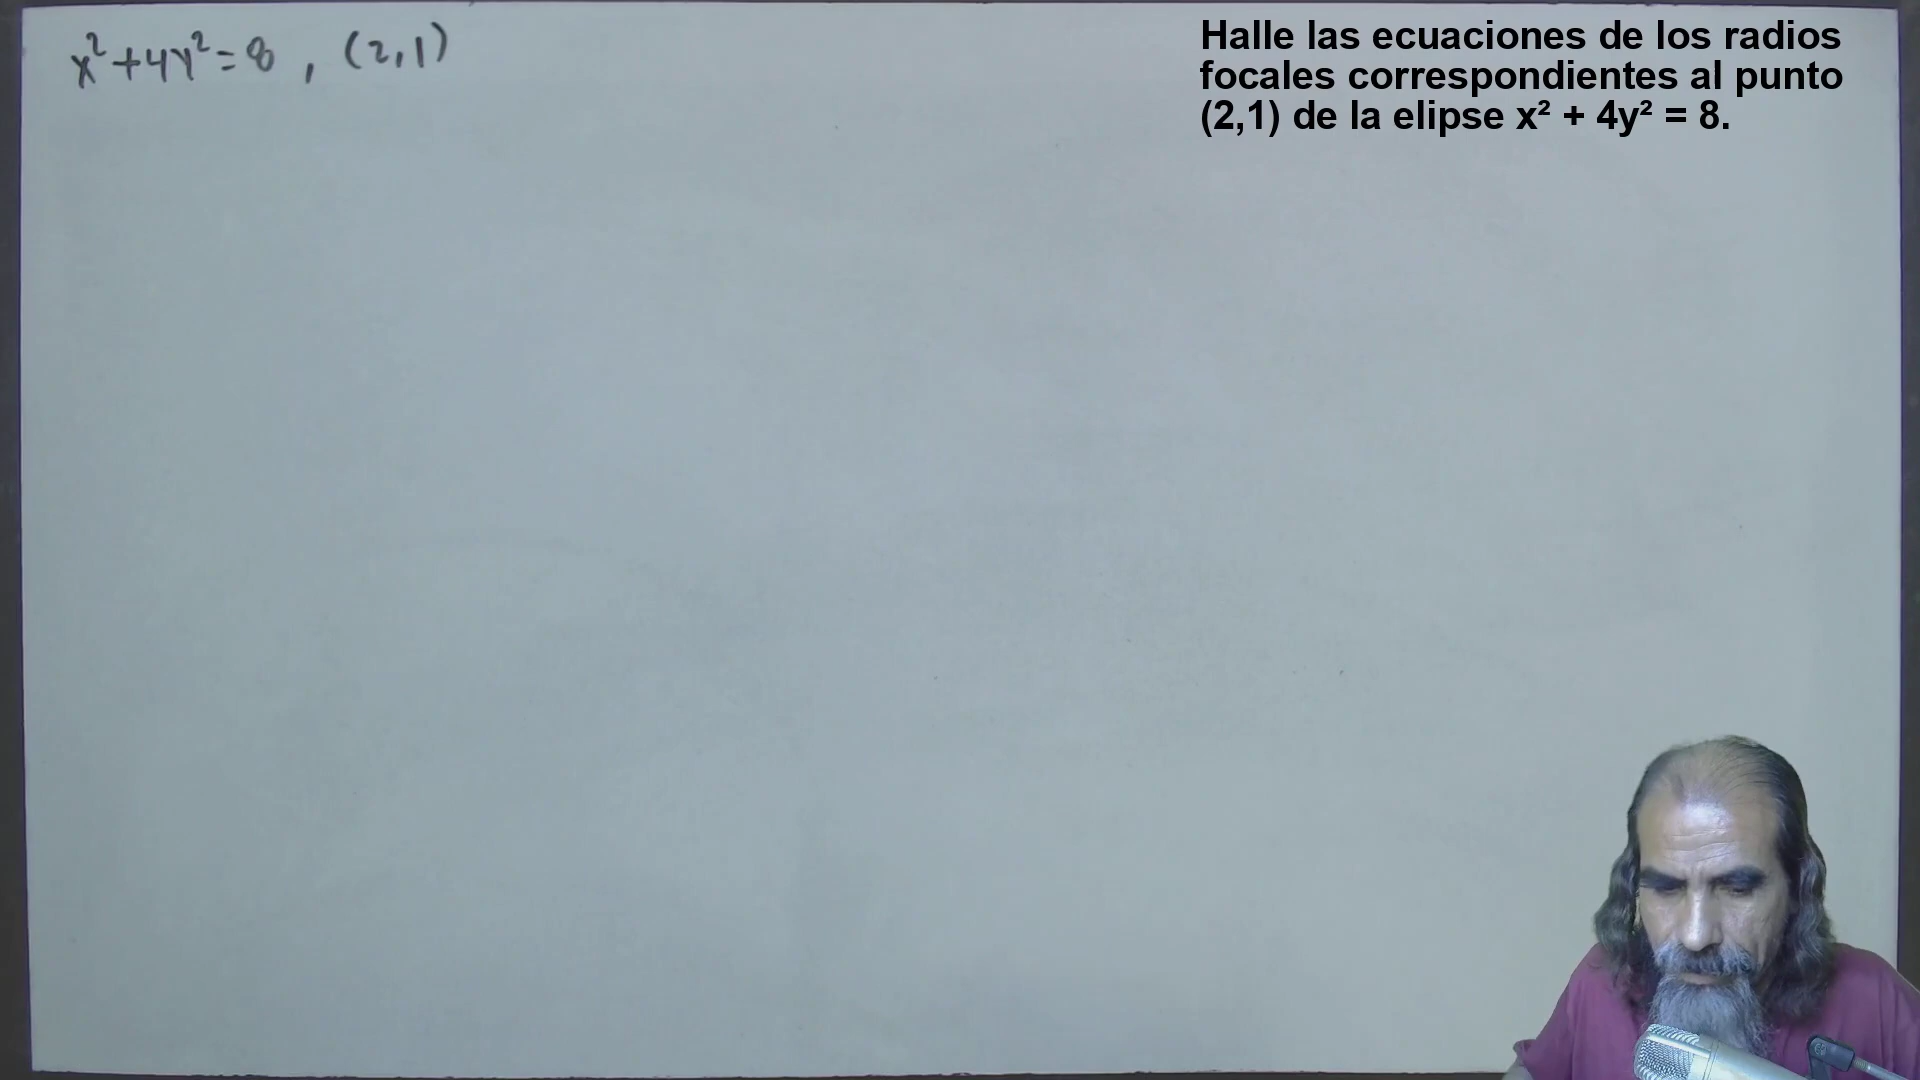 x²+4y²=8 , (2,1)
Halle las ecuaciones de los radios
focales correspondientes al punto
(2,1) de la elipse x² + 4y² = 8.